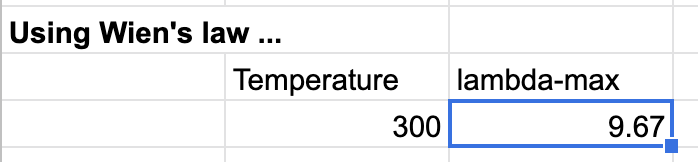 Using Wien's law ...
Temperature lambda-max
300 9.67